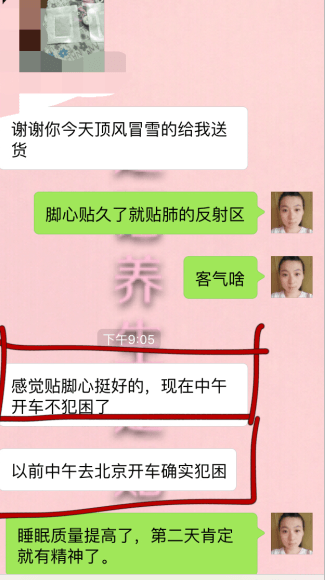 谢谢你今天顶风冒雪的给我送
货
脚心贴久了就贴肺的反射区
客气啥
养生
下午9:05
感觉贴脚心挺好的，现在中午
开车不犯困了
以前中午去北京开车确实犯困
睡眠质量提高了，第二天肯定
就有精神了。